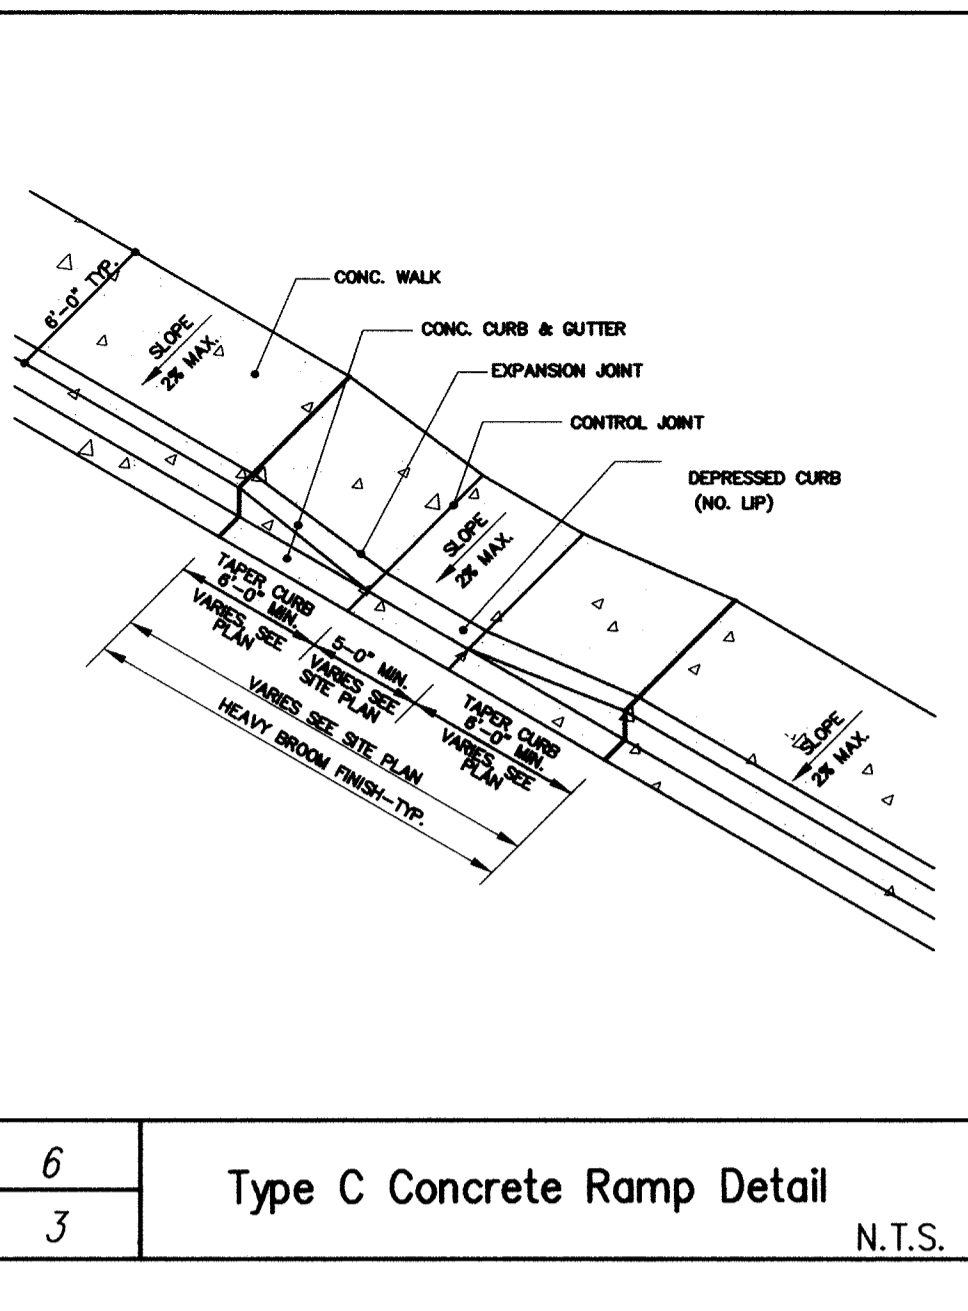 6'-0" TYP.
SLOPE
2% MAX.
CONC. WALK
CONC. CURB & GUTTER
EXPANSION JOINT
CONTROL JOINT
DEPRESSED CURB
(NO. LIP)
SLOPE
2% MAX.
SLOPE
2% MAX.
TAPER CURB
6'-0" MIN.
VARIES, SEE
PLAN
5-0" MIN.
VARIES SEE
SITE PLAN
TAPER CURB
6'-0" MIN.
VARIES, SEE
PLAN
VARIES SEE SITE PLAN
HEAVY BROOM FINISH-TYP.
6
3
Type C Concrete Ramp Detail
N.T.S.